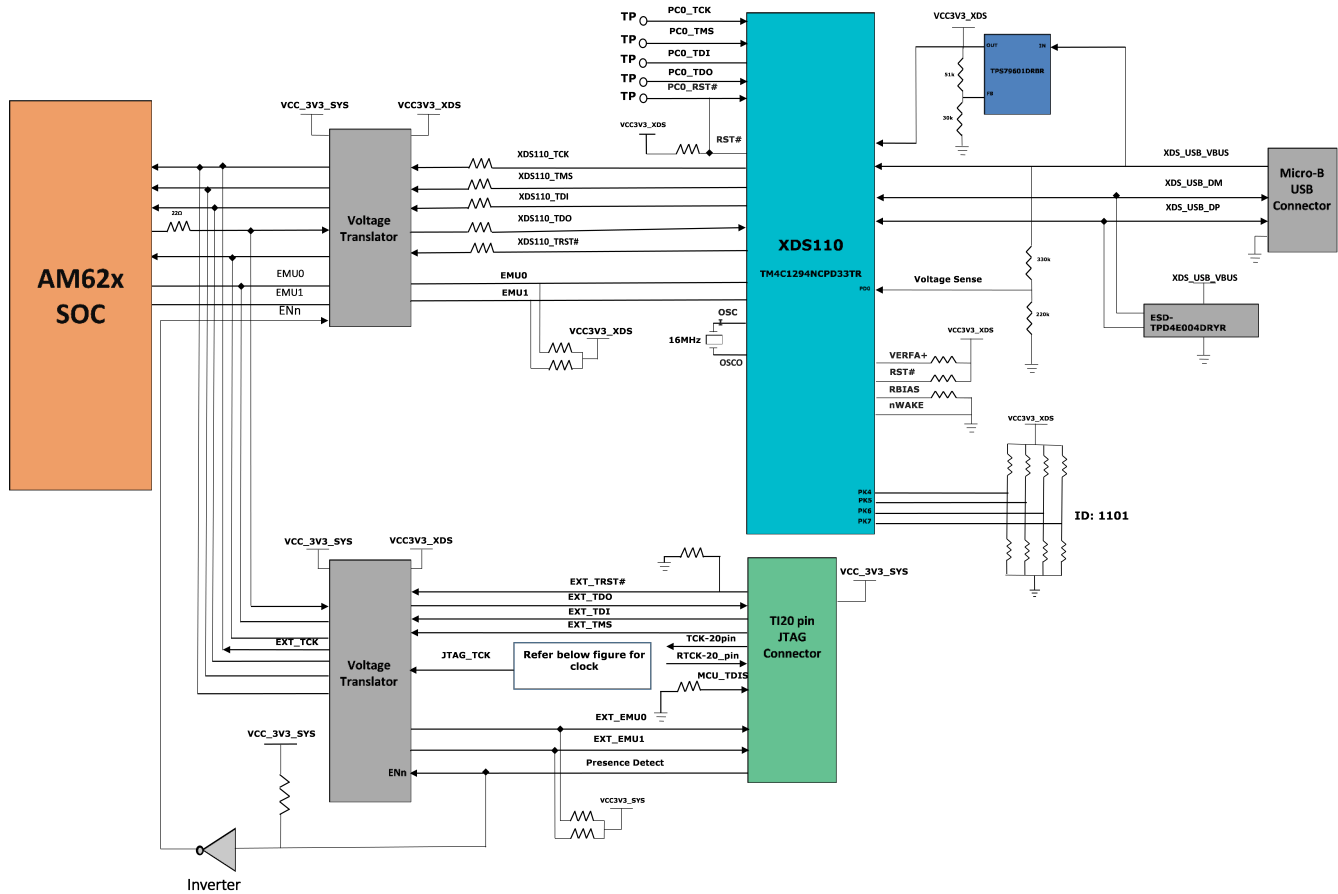 TP
PC0_TCK
TP
PC0_TMS
TP
PC0_TDI
TP
PC0_TDO
TP
PC0_RST#
VCC3V3_XDS
RST#
VCC3V3_XDS
OUT
IN
TPS79601DRBR
FB
51k
30k
VCC_3V3_SYS
VCC3V3_XDS
AM62x
SOC
22Ω
EMU0
EMU1
ENn
Voltage
Translator
XDS110_TCK
XDS110_TMS
XDS110_TDI
XDS110_TDO
XDS110_TRST#
EMU0
EMU1
VCC3V3_XDS
OSC
16MHz
OSCO
XDS110
TM4C1294NCPD33TR
PD0
Voltage Sense
XDS_USB_VBUS
XDS_USB_DM
XDS_USB_DP
Micro-B
USB
Connector
330k
220k
XDS_USB_VBUS
ESD-
TPD4E004DRYR
VCC3V3_XDS
VERFA+
RST#
RBIAS
nWAKE
VCC3V3_XDS
PK4
PK5
PK6
PK7
ID: 1101
VCC_3V3_SYS
VCC3V3_XDS
Voltage
Translator
ENn
EXT_TCK
EXT_TRST#
EXT_TDO
EXT_TDI
EXT_TMS
JTAG_TCK
Refer below figure for
clock
TCK-20pin
RTCK-20_pin
MCU_TDIS
TI20 pin
JTAG
Connector
VCC_3V3_SYS
EXT_EMU0
EXT_EMU1
Presence Detect
VCC3V3_SYS
VCC_3V3_SYS
Inverter